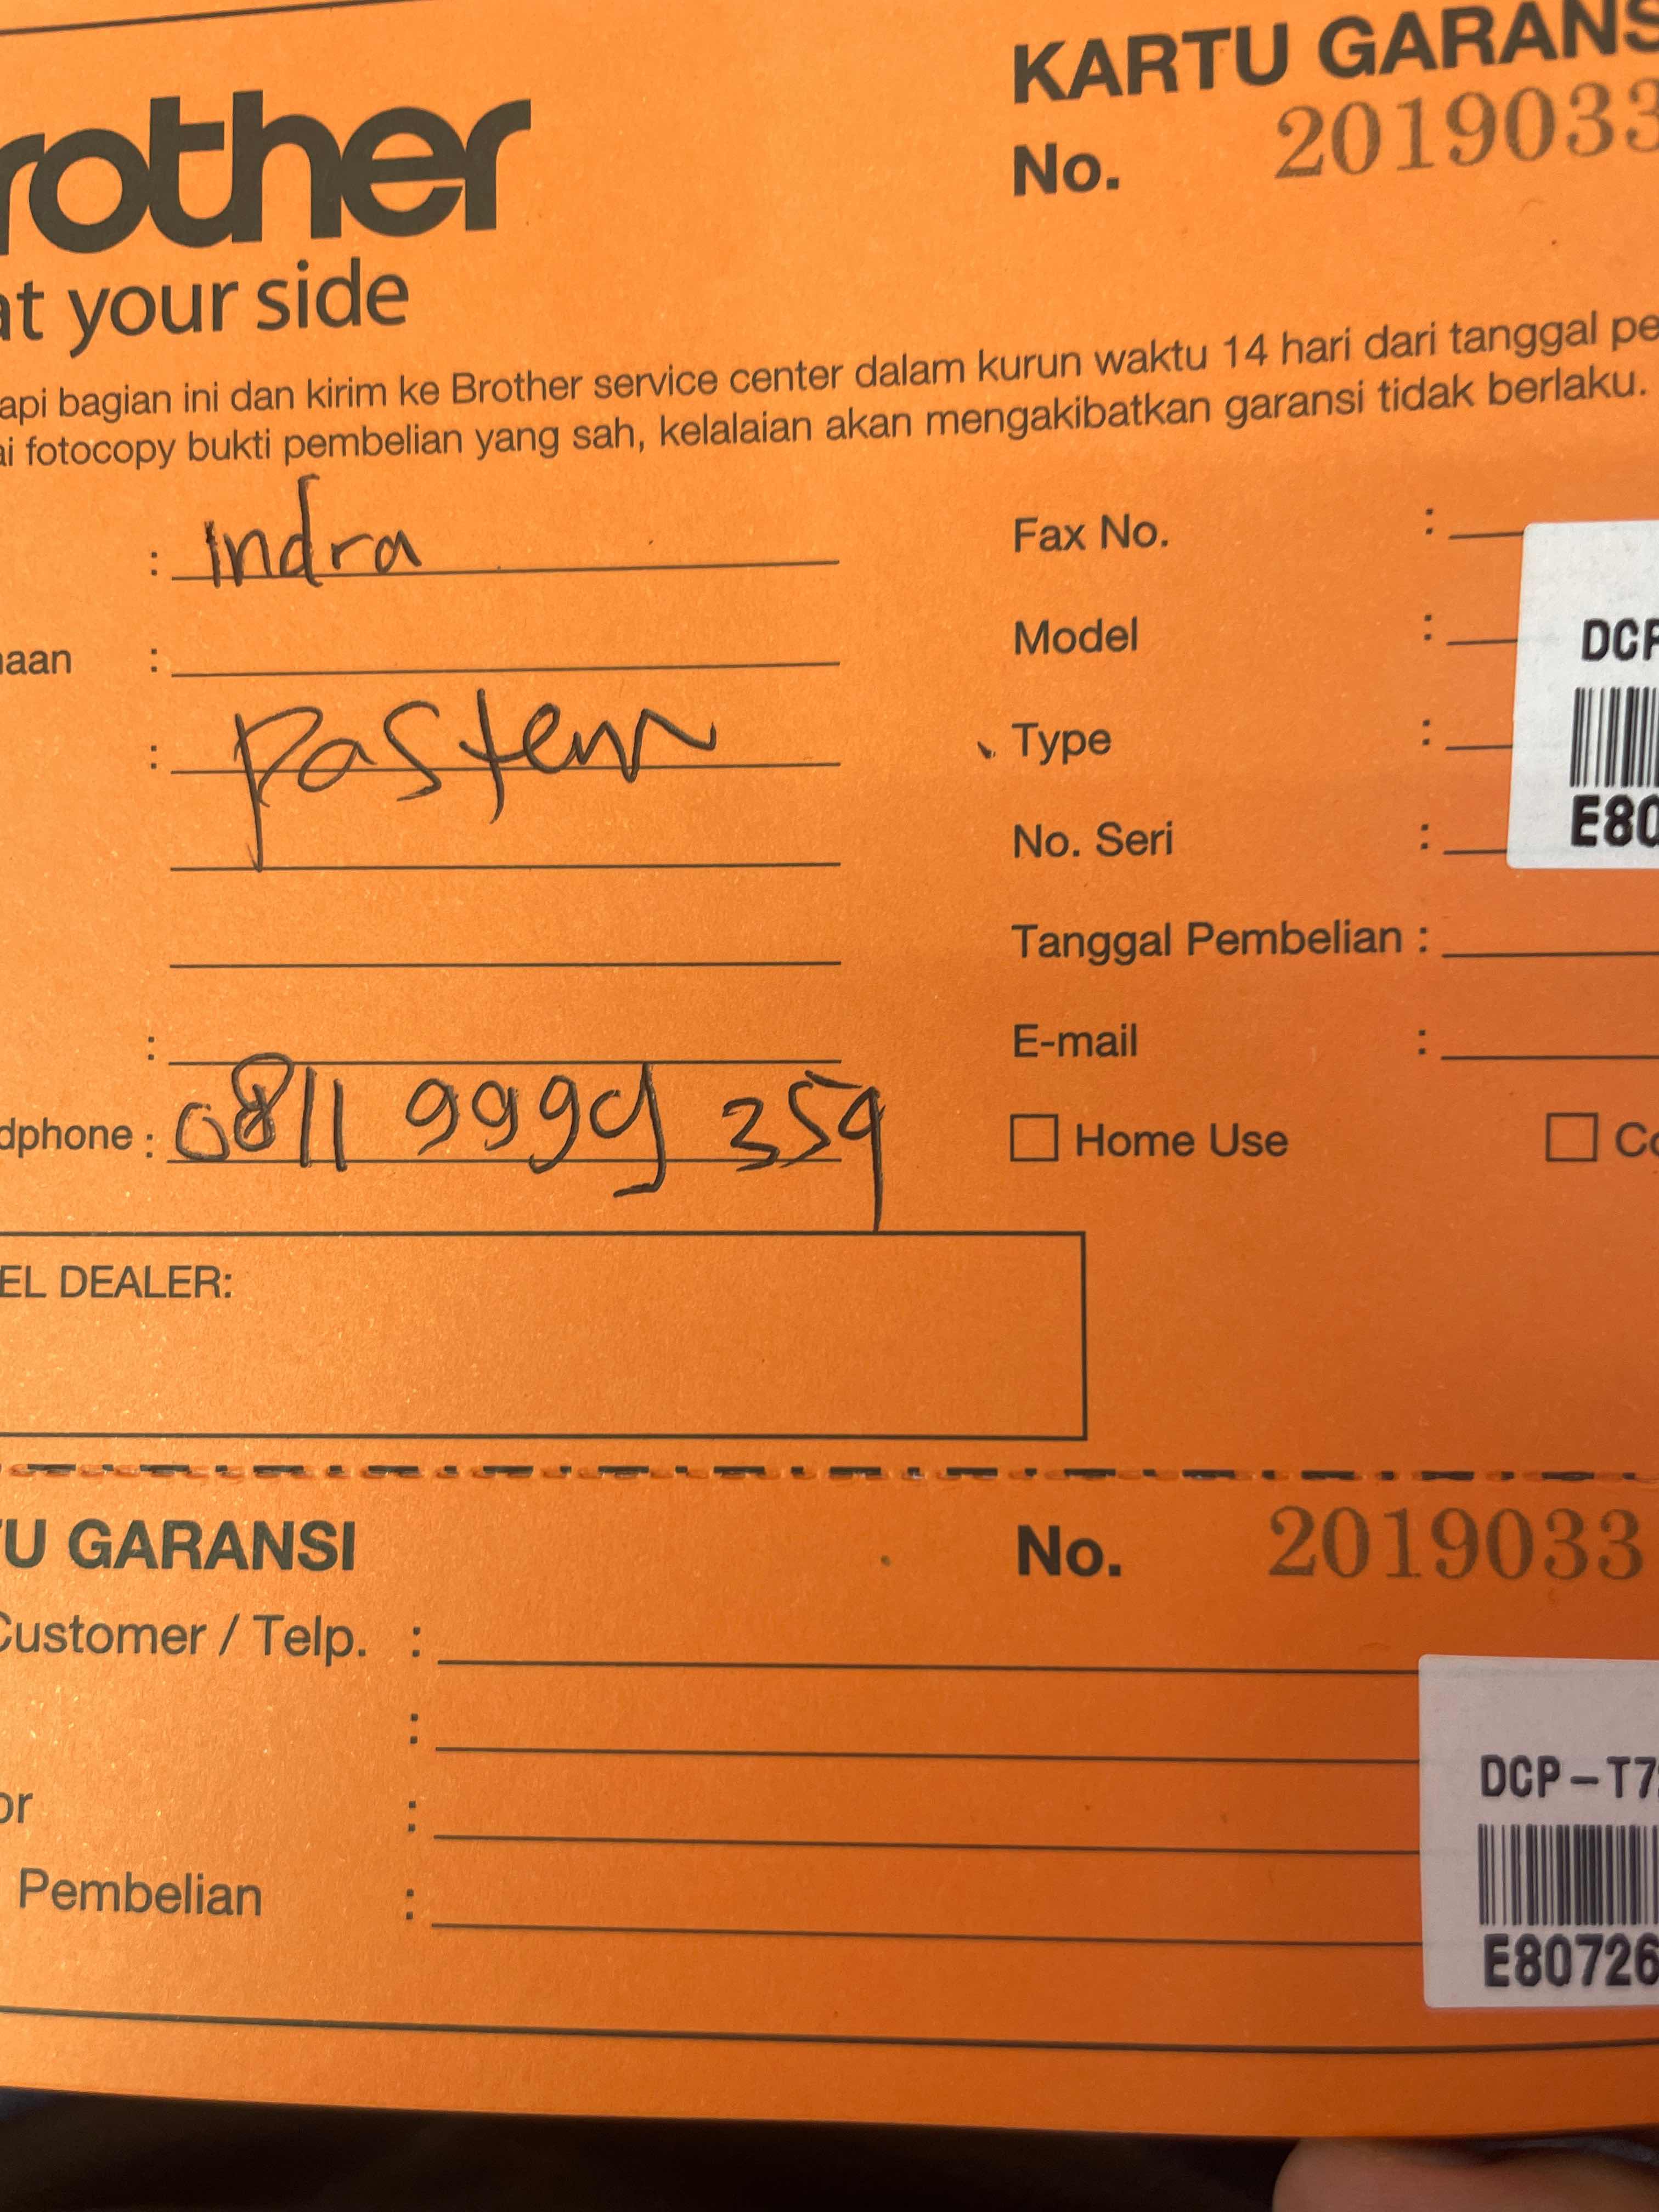 KARTU GARANS
No. 2019033
rother
at your side
api bagian ini dan kirim ke Brother service center dalam kurun waktu 14 hari dari tanggal pe
ai fotocopy bukti pembelian yang sah, kelalaian akan mengakibatkan garansi tidak berlaku.
: Indra
Fax No. :
naan :
Model :
DCP
:
Type :
No. Seri :
E80
Tanggal Pembelian :
:
E-mail :
dphone : 0811 9999 359
Home Use
Co
EL DEALER:
U GARANSI
No. 2019033
Customer / Telp. :
:
or :
Pembelian :
DCP-T7
E80726